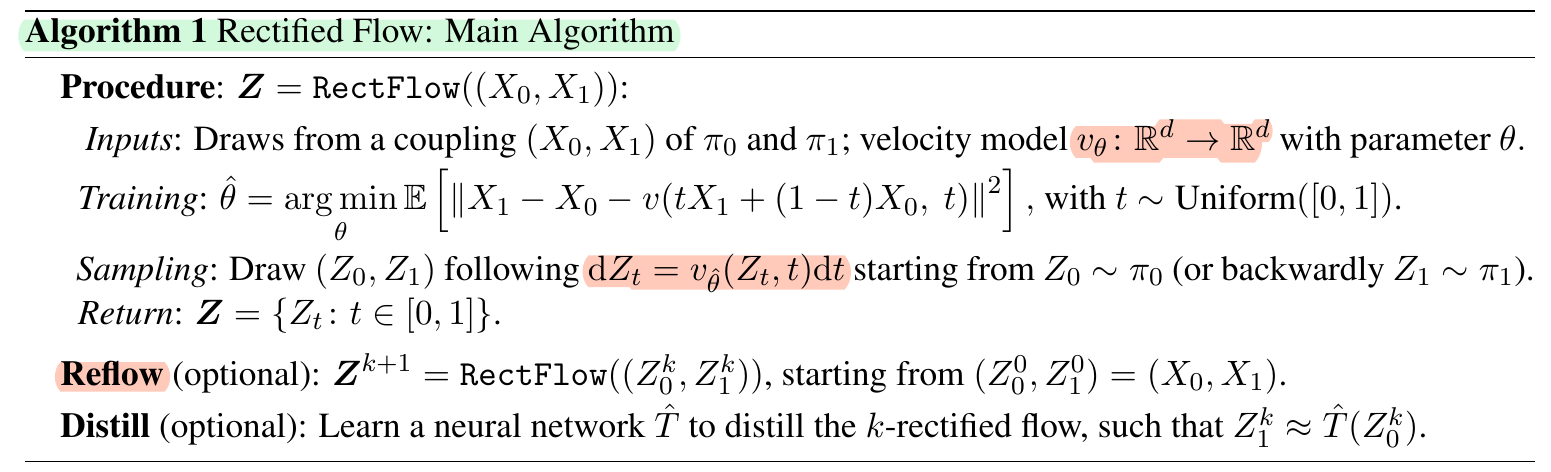 Algorithm 1 Rectified Flow: Main Algorithm
Procedure: $\boldsymbol{Z} = \texttt{RectFlow}((X_0, X_1))$:
Inputs: Draws from a coupling $(X_0, X_1)$ of $\pi_0$ and $\pi_1$; velocity model $v_\theta \colon \mathbb{R}^d \to \mathbb{R}^d$ with parameter $\theta$.
Training: $\hat{\theta} = \arg\min_\theta \mathbb{E}\left[\|X_1 - X_0 - v(tX_1 + (1-t)X_0,\ t)\|^2\right]$, with $t \sim \mathrm{Uniform}([0,1])$.
Sampling: Draw $(Z_0, Z_1)$ following $\mathrm{d}Z_t = v_{\hat{\theta}}(Z_t, t)\mathrm{d}t$ starting from $Z_0 \sim \pi_0$ (or backwardly $Z_1 \sim \pi_1$).
Return: $\boldsymbol{Z} = \{Z_t \colon t \in [0,1]\}$.
Reflow (optional): $\boldsymbol{Z}^{k+1} = \texttt{RectFlow}((Z_0^k, Z_1^k))$, starting from $(Z_0^0, Z_1^0) = (X_0, X_1)$.
Distill (optional): Learn a neural network $\hat{T}$ to distill the $k$-rectified flow, such that $Z_1^k \approx \hat{T}(Z_0^k)$.